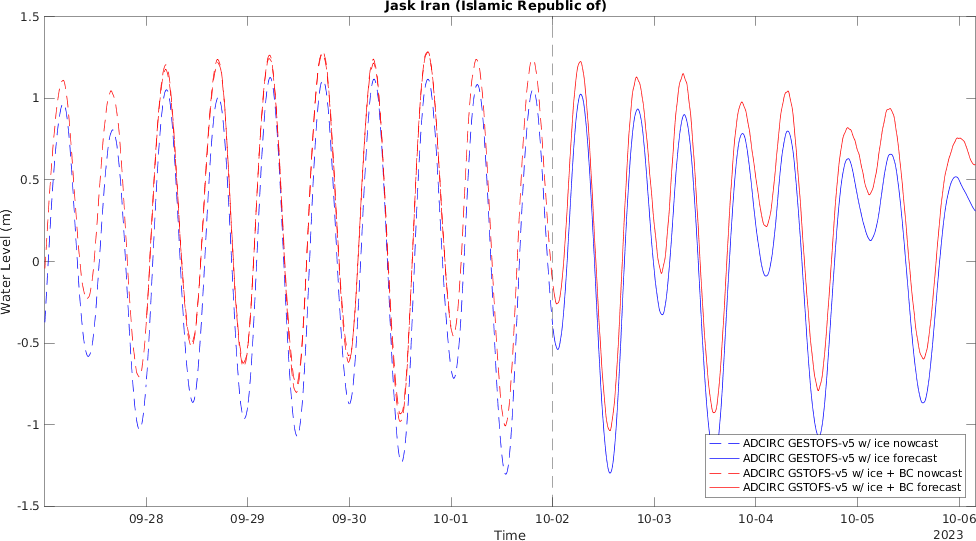 Jask Iran (Islamic Republic of)
1.5
1
0.5
0
-0.5
-1
-1.5
Water Level (m)
ADCIRC GESTOFS-v5 w/ ice nowcast
ADCIRC GESTOFS-v5 w/ ice forecast
ADCIRC GSTOFS-v5 w/ ice + BC nowcast
ADCIRC GSTOFS-v5 w/ ice + BC forecast
09-28 09-29 09-30 10-01 10-02 10-03 10-04 10-05 10-06
Time
2023